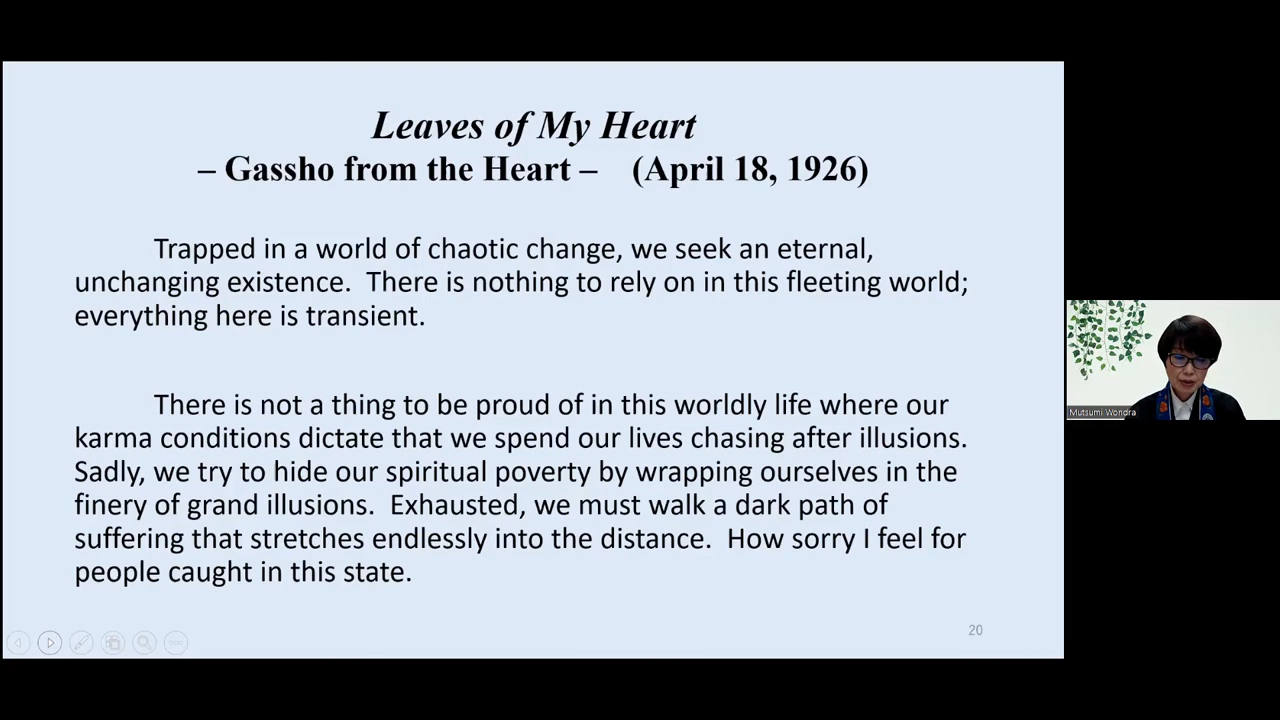 Leaves of My Heart
– Gassho from the Heart – (April 18, 1926)
Trapped in a world of chaotic change, we seek an eternal,
unchanging existence. There is nothing to rely on in this fleeting world;
everything here is transient.
There is not a thing to be proud of in this worldly life where our
karma conditions dictate that we spend our lives chasing after illusions.
Sadly, we try to hide our spiritual poverty by wrapping ourselves in the
finery of grand illusions. Exhausted, we must walk a dark path of
suffering that stretches endlessly into the distance. How sorry I feel for
people caught in this state.
20
Mutsumi Wondra